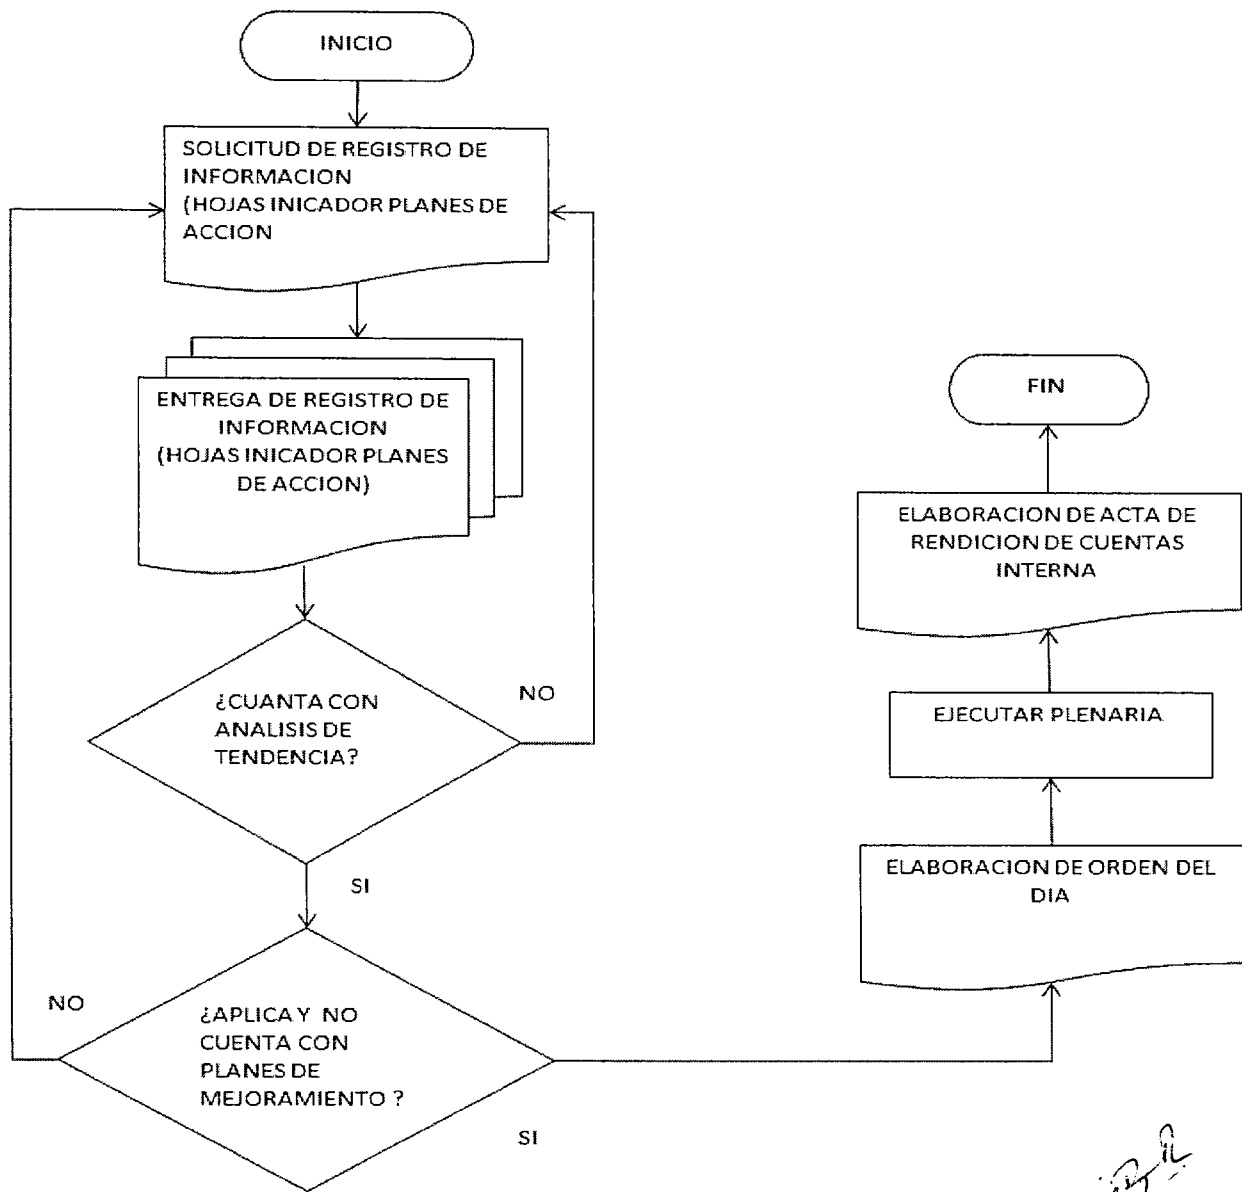 INICIO
SOLICITUD DE REGISTRO DE
INFORMACION
(HOJAS INICADOR PLANES DE
ACCION
ENTREGA DE REGISTRO DE
INFORMACION
(HOJAS INICADOR PLANES
DE ACCION)
¿CUANTA CON
ANALISIS DE
TENDENCIA?
NO
SI
¿APLICA Y NO
CUENTA CON
PLANES DE
MEJORAMIENTO ?
NO
SI
ELABORACION DE ORDEN DEL
DIA
EJECUTAR PLENARIA
ELABORACION DE ACTA DE
RENDICION DE CUENTAS
INTERNA
FIN